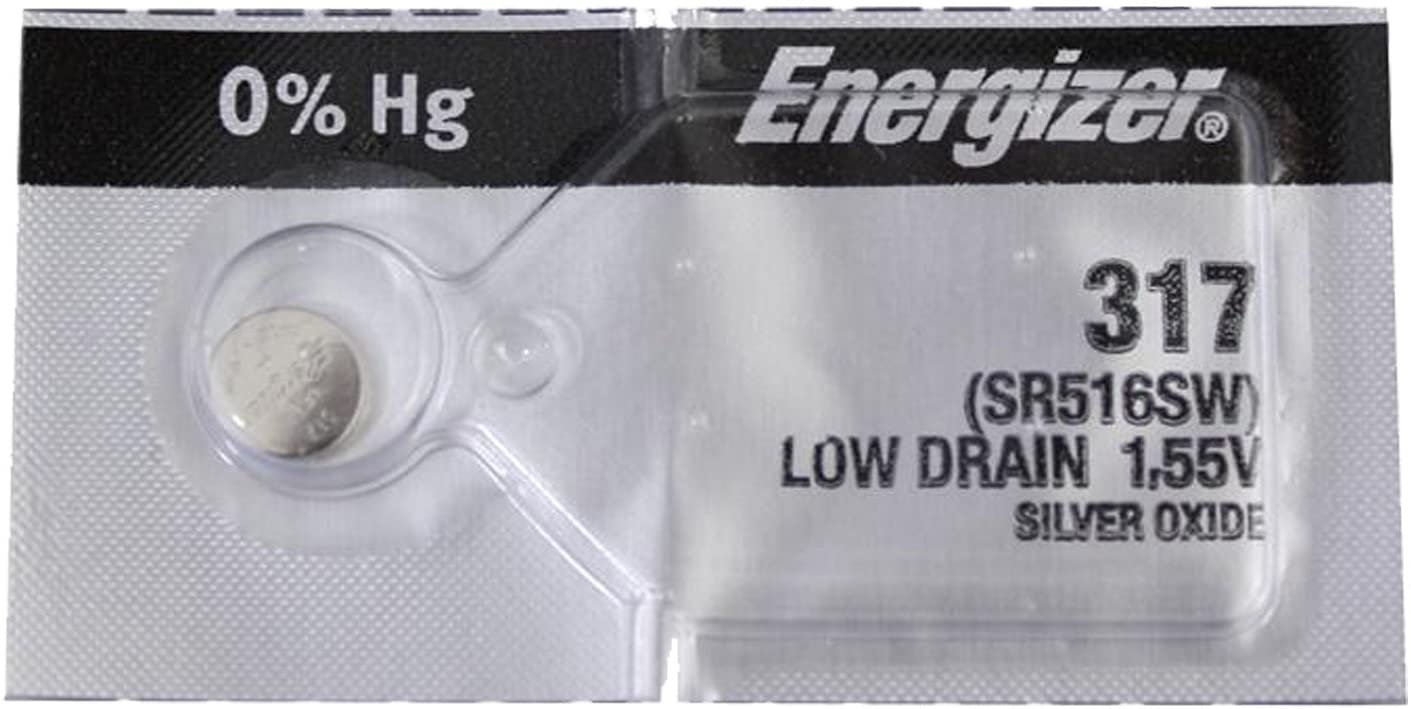 0% Hg
Energizer®
317
(SR516SW)
LOW DRAIN 1.55V
SILVER OXIDE